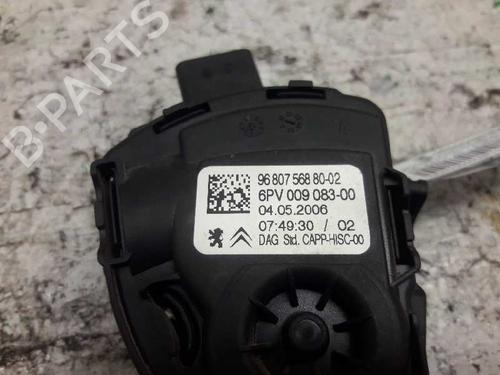 B-PARTS
96 807 568 80-02
6PV 009 083-00
04.05.2006
07:49:30 / 02
DAG Std. CAPP-HISC-00